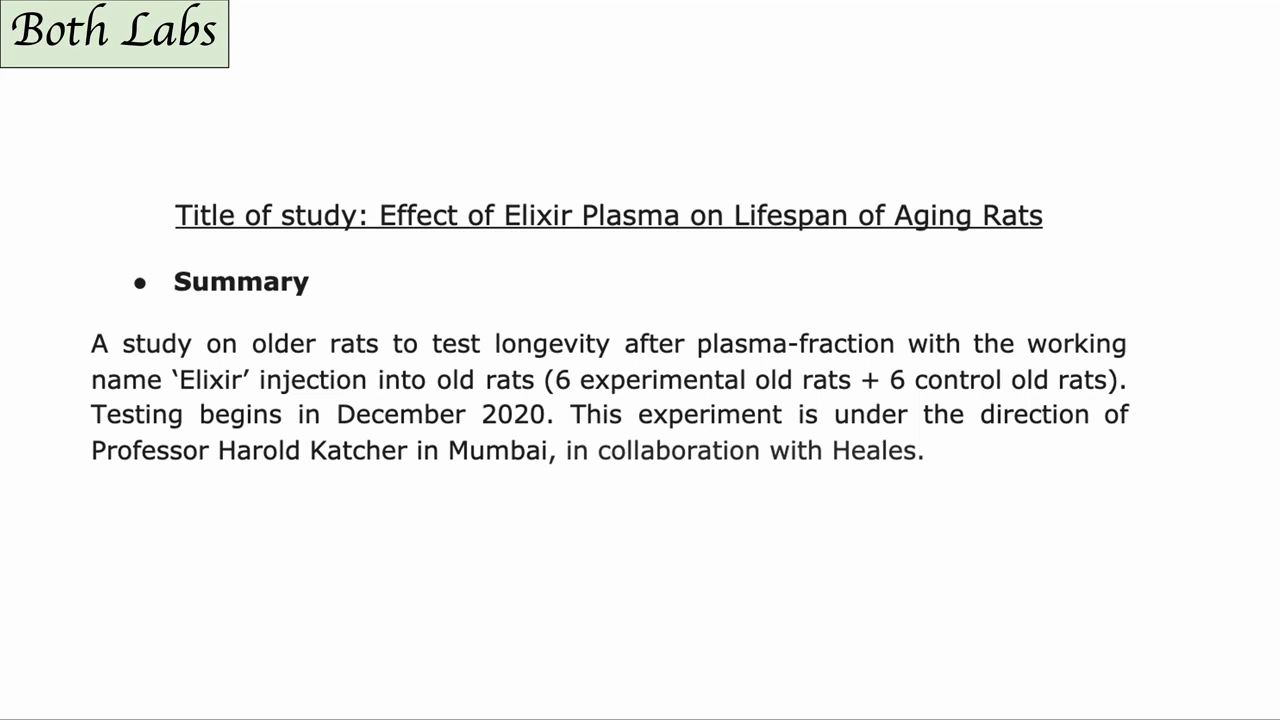 Both Labs
Title of study: Effect of Elixir Plasma on Lifespan of Aging Rats
● Summary
A study on older rats to test longevity after plasma-fraction with the working
name ‘Elixir’ injection into old rats (6 experimental old rats + 6 control old rats).
Testing begins in December 2020. This experiment is under the direction of
Professor Harold Katcher in Mumbai, in collaboration with Heales.